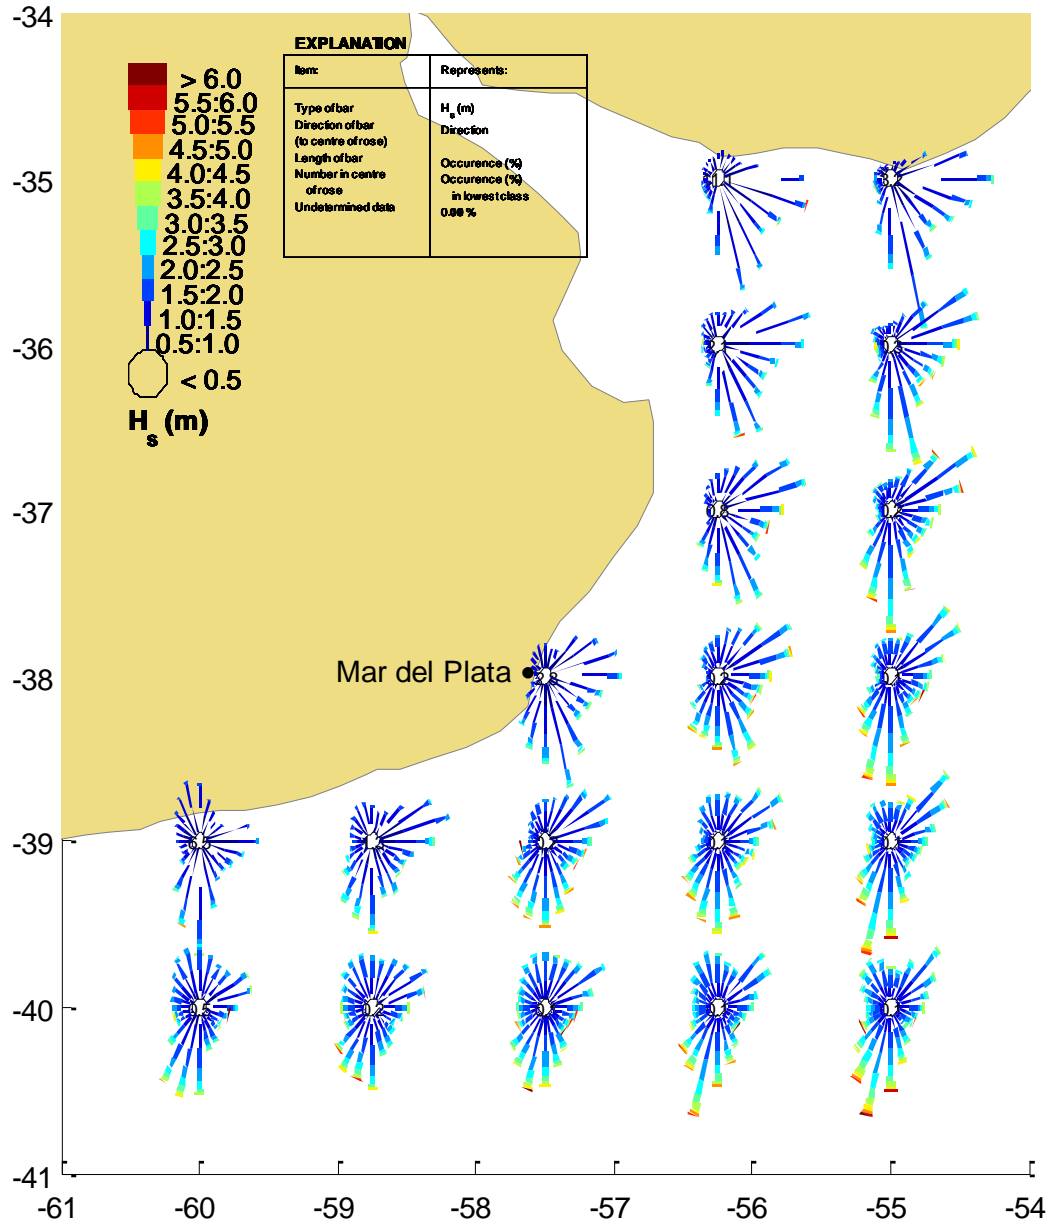 -34
EXPLANATION
Item:
Represents:
> 6.0
5.5:6.0
5.0:5.5
4.5:5.0
4.0:4.5
3.5:4.0
3.0:3.5
2.5:3.0
2.0:2.5
1.5:2.0
1.0:1.5
0.5:1.0
< 0.5
Hs (m)
Type of bar
Direction of bar
(to centre of rose)
Length of bar
Number in centre
of rose
Undetermined data
Hs (m)
Direction
Occurence (%)
Occurence (%)
in lowest class
0.00 %
-35
-36
-37
-38
Mar del Plata
-39
-40
-41
-61
-60
-59
-58
-57
-56
-55
-54